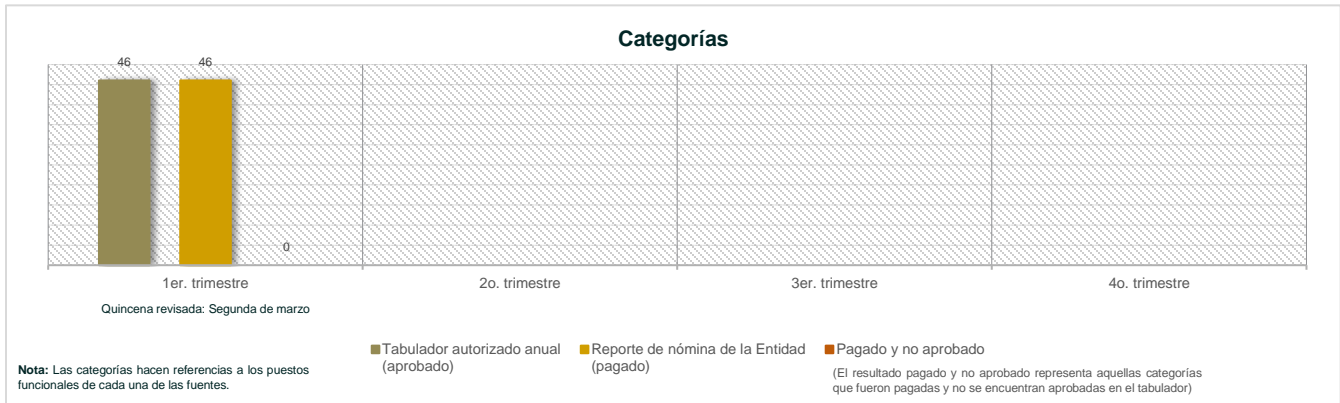 Categorías
46 46
0
1er. trimestre 2o. trimestre 3er. trimestre 4o. trimestre
Quincena revisada: Segunda de marzo
Tabulador autorizado anual
(aprobado)
Reporte de nómina de la Entidad
(pagado)
Pagado y no aprobado
(El resultado pagado y no aprobado representa aquellas categorías
que fueron pagadas y no se encuentran aprobadas en el tabulador)
Nota: Las categorías hacen referencias a los puestos
funcionales de cada una de las fuentes.